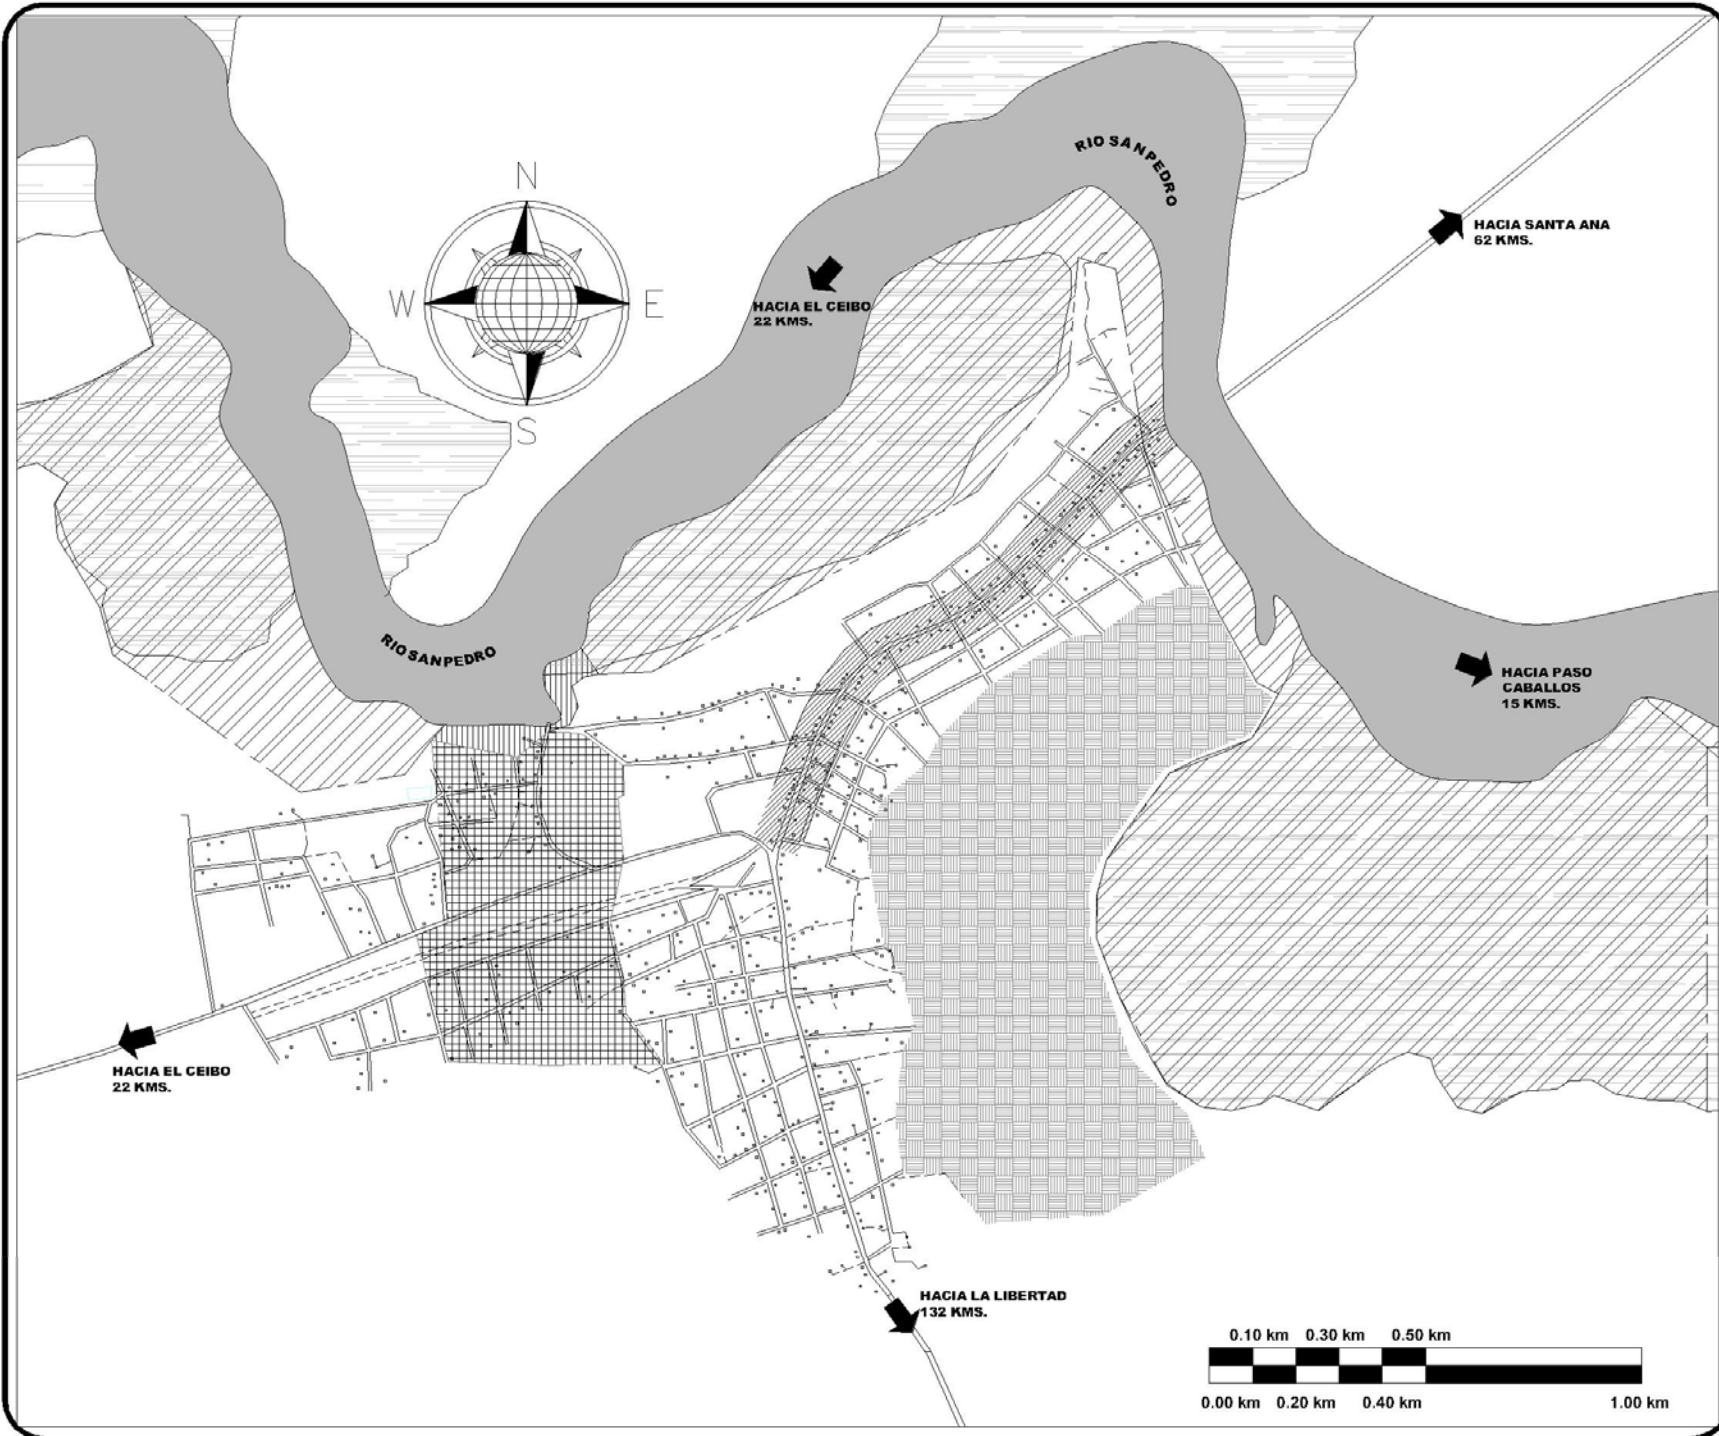 RIO SAN PEDRO
N
HACIA SANTA ANA
62 KMS.
W
E
HACIA EL CEIBO
22 KMS.
S
RIO SAN PEDRO
HACIA PASO
CABALLOS
15 KMS.
HACIA EL CEIBO
22 KMS.
HACIA LA LIBERTAD
132 KMS.
0.10 km 0.30 km 0.50 km
0.00 km 0.20 km 0.40 km 1.00 km